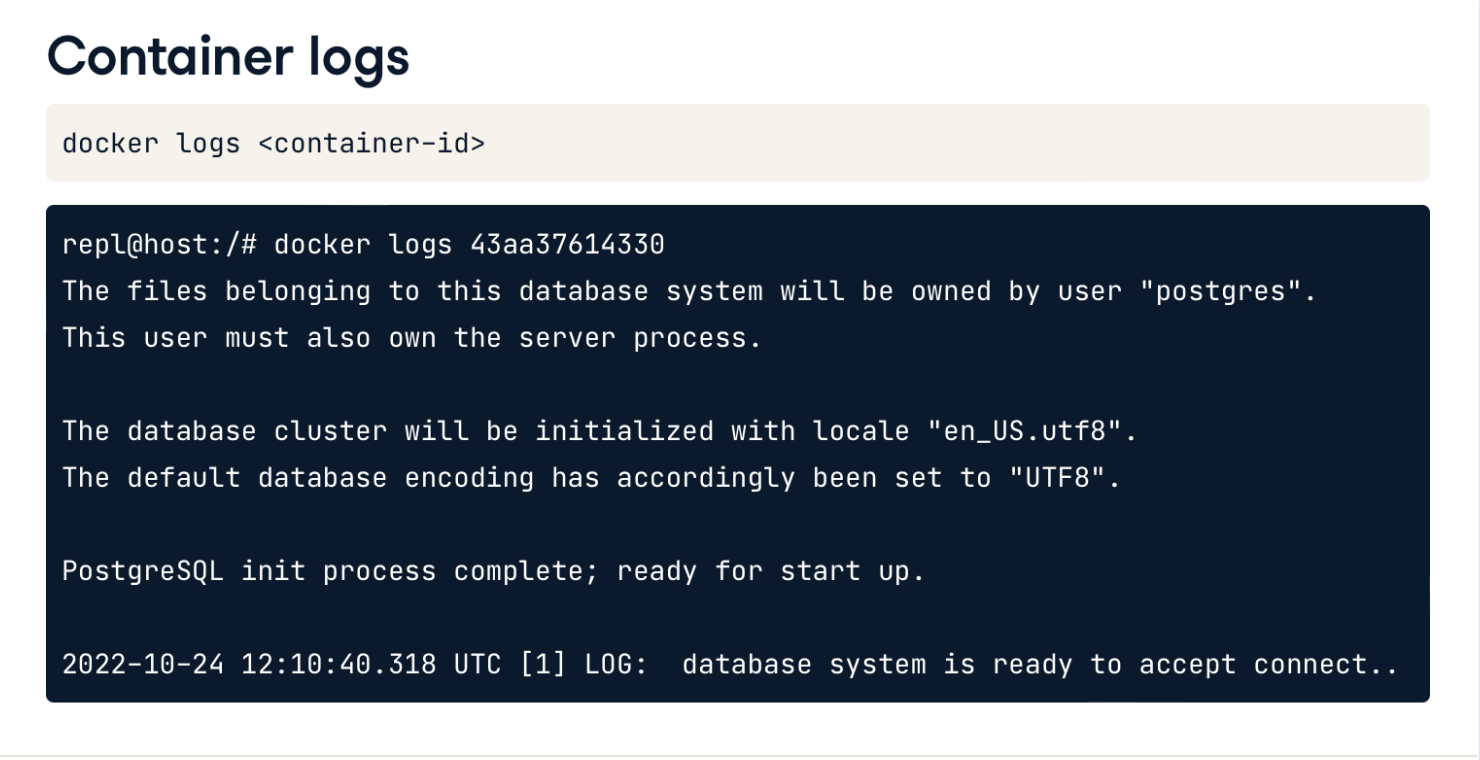 Container logs
docker logs <container-id>
repl@host:/# docker logs 43aa37614330
The files belonging to this database system will be owned by user "postgres".
This user must also own the server process.
The database cluster will be initialized with locale "en_US.utf8".
The default database encoding has accordingly been set to "UTF8".
PostgreSQL init process complete; ready for start up.
2022-10-24 12:10:40.318 UTC [1] LOG:  database system is ready to accept connect..